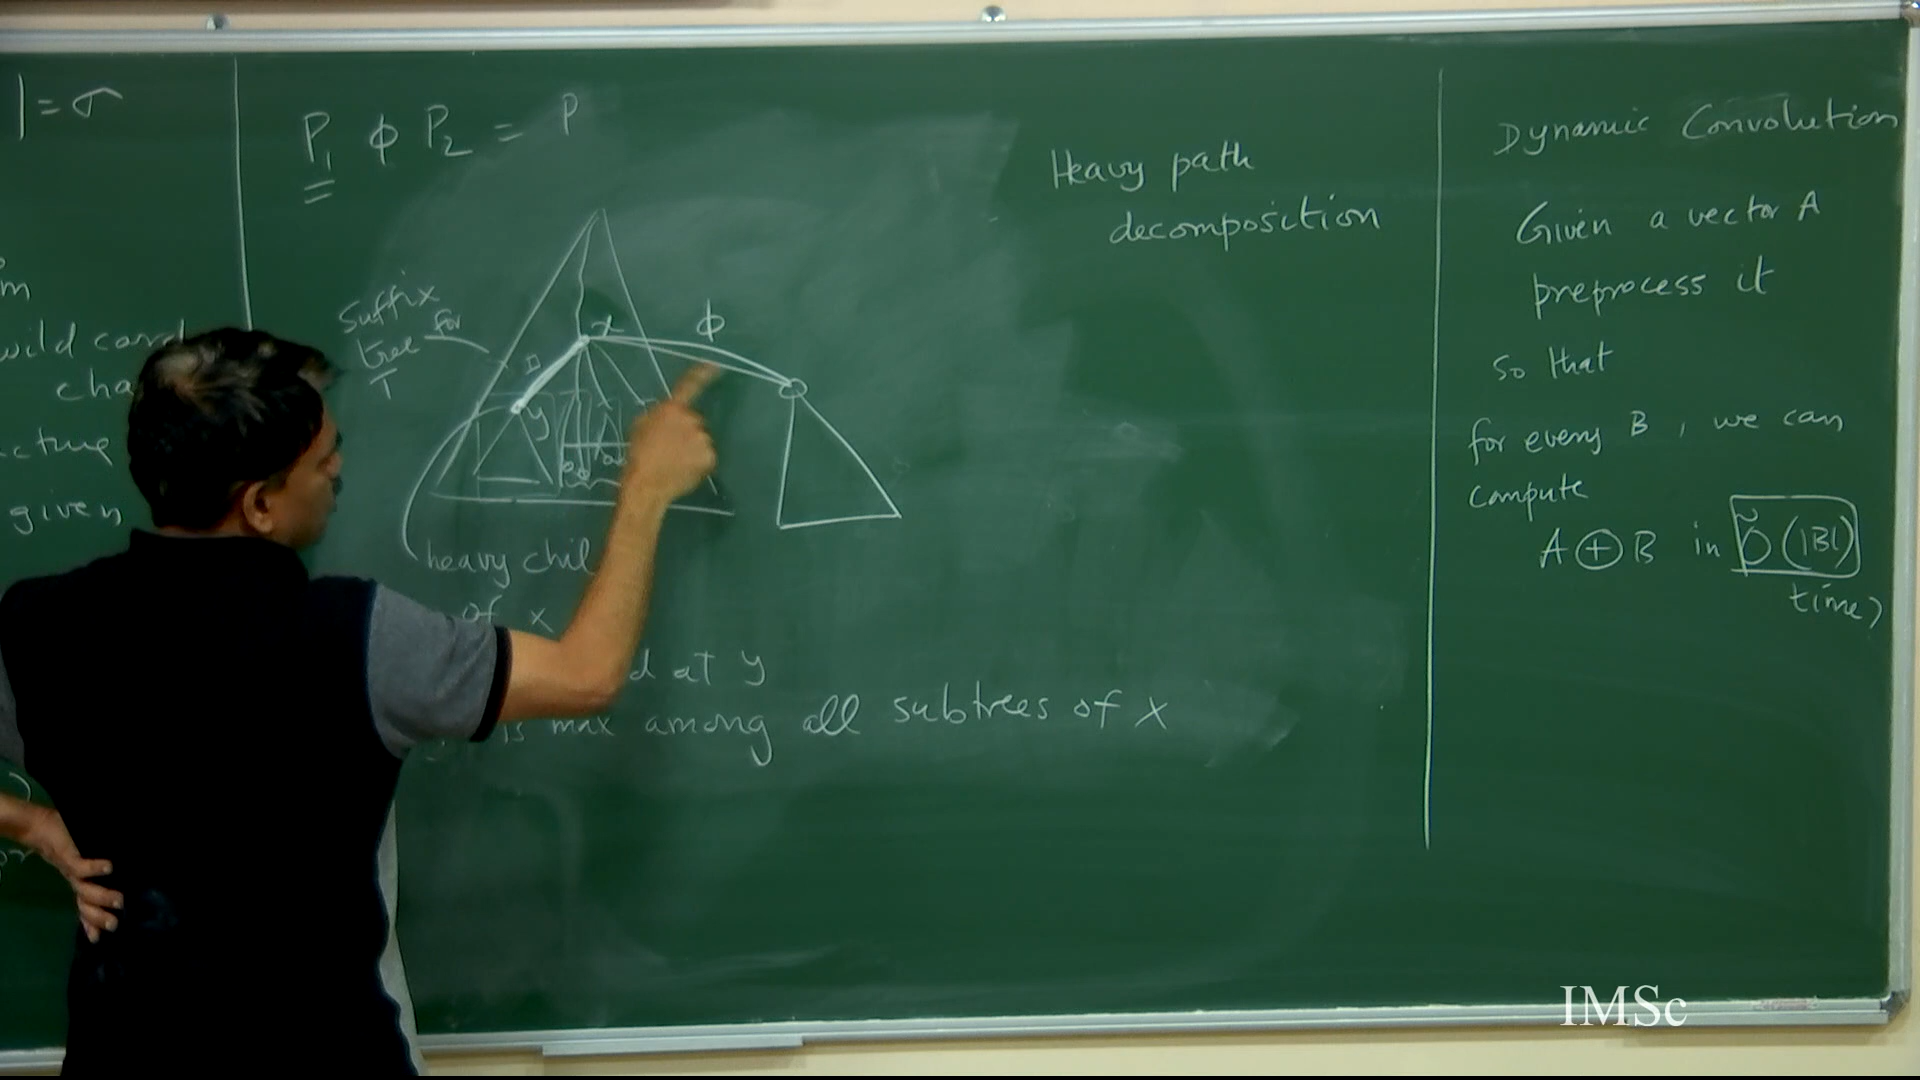 | = σ
m
wild card
cha
cture
given
P₁ ϕ P₂ = P
Suffix
tree for
T
x
ϕ
y
heavy chil
of x
d at y
is max among all subtrees of x
Heavy path
decomposition
Dynamic Convolution
Given a vector A
preprocess it
so that
for every B, we can
compute
A ⊕ B in Õ(|B|)
time)
IMSc